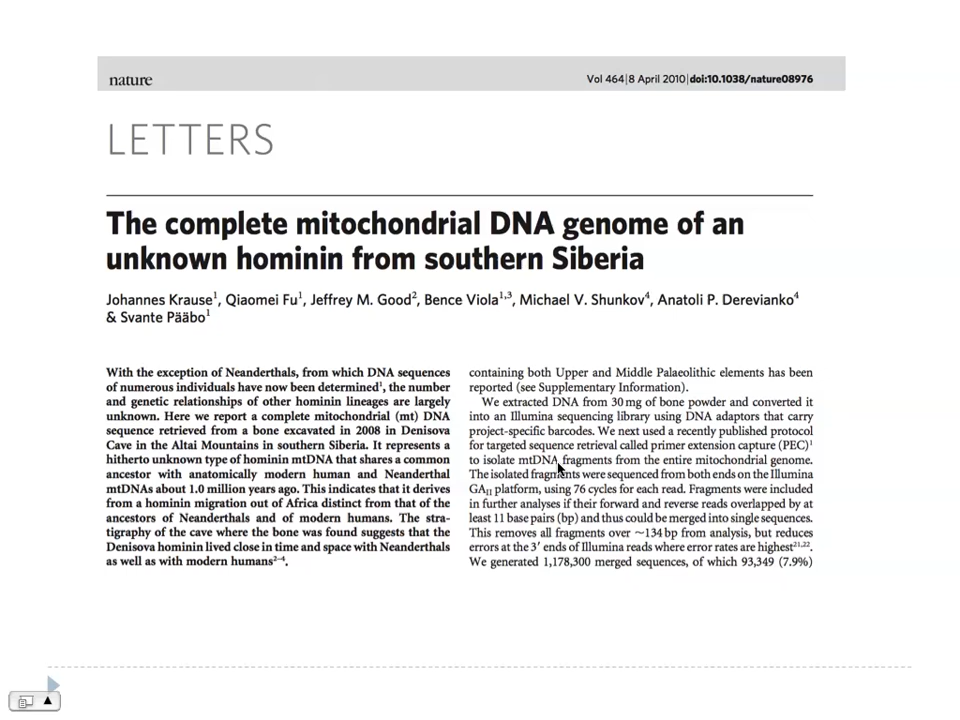 nature
Vol 464|8 April 2010|doi:10.1038/nature08976
LETTERS
The complete mitochondrial DNA genome of an
unknown hominin from southern Siberia
Johannes Krause¹, Qiaomei Fu¹, Jeffrey M. Good², Bence Viola¹,³, Michael V. Shunkov⁴, Anatoli P. Derevianko⁴
& Svante Pääbo¹
With the exception of Neanderthals, from which DNA sequences
of numerous individuals have now been determined¹, the number
and genetic relationships of other hominin lineages are largely
unknown. Here we report a complete mitochondrial (mt) DNA
sequence retrieved from a bone excavated in 2008 in Denisova
Cave in the Altai Mountains in southern Siberia. It represents a
hitherto unknown type of hominin mtDNA that shares a common
ancestor with anatomically modern human and Neanderthal
mtDNAs about 1.0 million years ago. This indicates that it derives
from a hominin migration out of Africa distinct from that of the
ancestors of Neanderthals and of modern humans. The stra-
tigraphy of the cave where the bone was found suggests that the
Denisova hominin lived close in time and space with Neanderthals
as well as with modern humans²⁻⁴.
containing both Upper and Middle Palaeolithic elements has been
reported (see Supplementary Information).
We extracted DNA from 30 mg of bone powder and converted it
into an Illumina sequencing library using DNA adaptors that carry
project-specific barcodes. We next used a recently published protocol
for targeted sequence retrieval called primer extension capture (PEC)¹
to isolate mtDNA fragments from the entire mitochondrial genome.
The isolated fragments were sequenced from both ends on the Illumina
GAII platform, using 76 cycles for each read. Fragments were included
in further analyses if their forward and reverse reads overlapped by at
least 11 base pairs (bp) and thus could be merged into single sequences.
This removes all fragments over ~134 bp from analysis, but reduces
errors at the 3′ ends of Illumina reads where error rates are highest²¹,²².
We generated 1,178,300 merged sequences, of which 93,349 (7.9%)